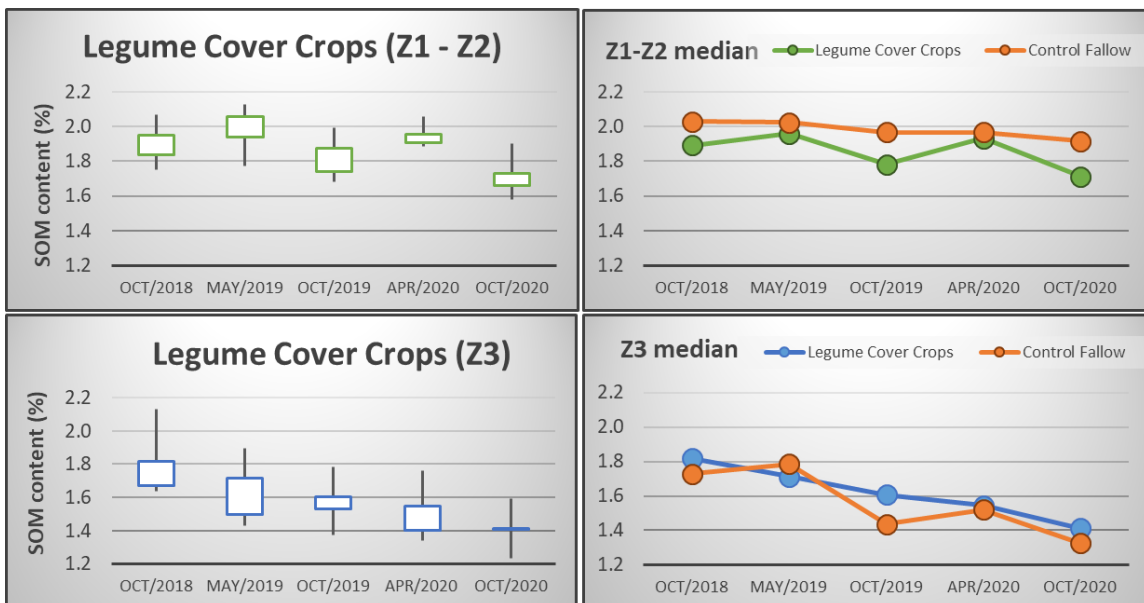 Legume Cover Crops (Z1 - Z2)
SOM content (%)
2.2
2.0
1.8
1.6
1.4
1.2
OCT/2018 MAY/2019 OCT/2019 APR/2020 OCT/2020
Z1-Z2 median
Legume Cover Crops Control Fallow
2.2
2.0
1.8
1.6
1.4
1.2
OCT/2018 MAY/2019 OCT/2019 APR/2020 OCT/2020
Legume Cover Crops (Z3)
SOM content (%)
2.2
2.0
1.8
1.6
1.4
1.2
OCT/2018 MAY/2019 OCT/2019 APR/2020 OCT/2020
Z3 median
Legume Cover Crops Control Fallow
2.2
2.0
1.8
1.6
1.4
1.2
OCT/2018 MAY/2019 OCT/2019 APR/2020 OCT/2020